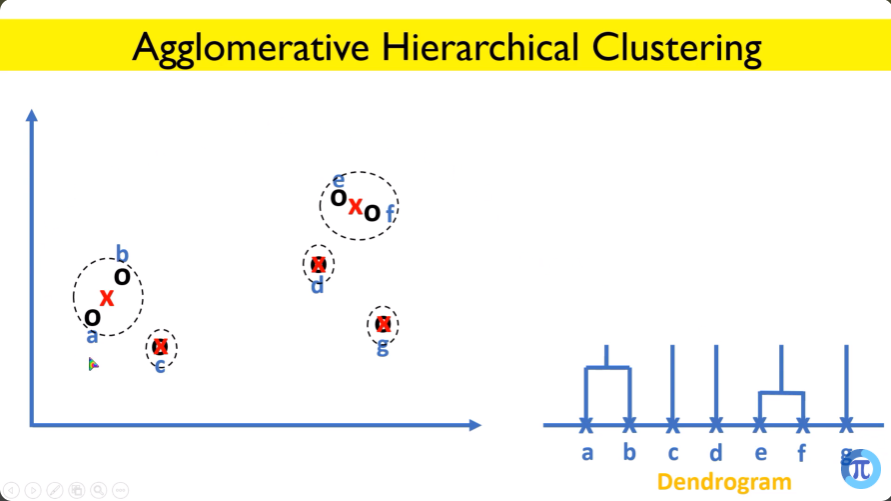 Agglomerative Hierarchical Clustering
e
o x o f
b
o
x
o
a
x
d
x
c
x
g
x x x x x x x
a b c d e f g
Dendrogram
π